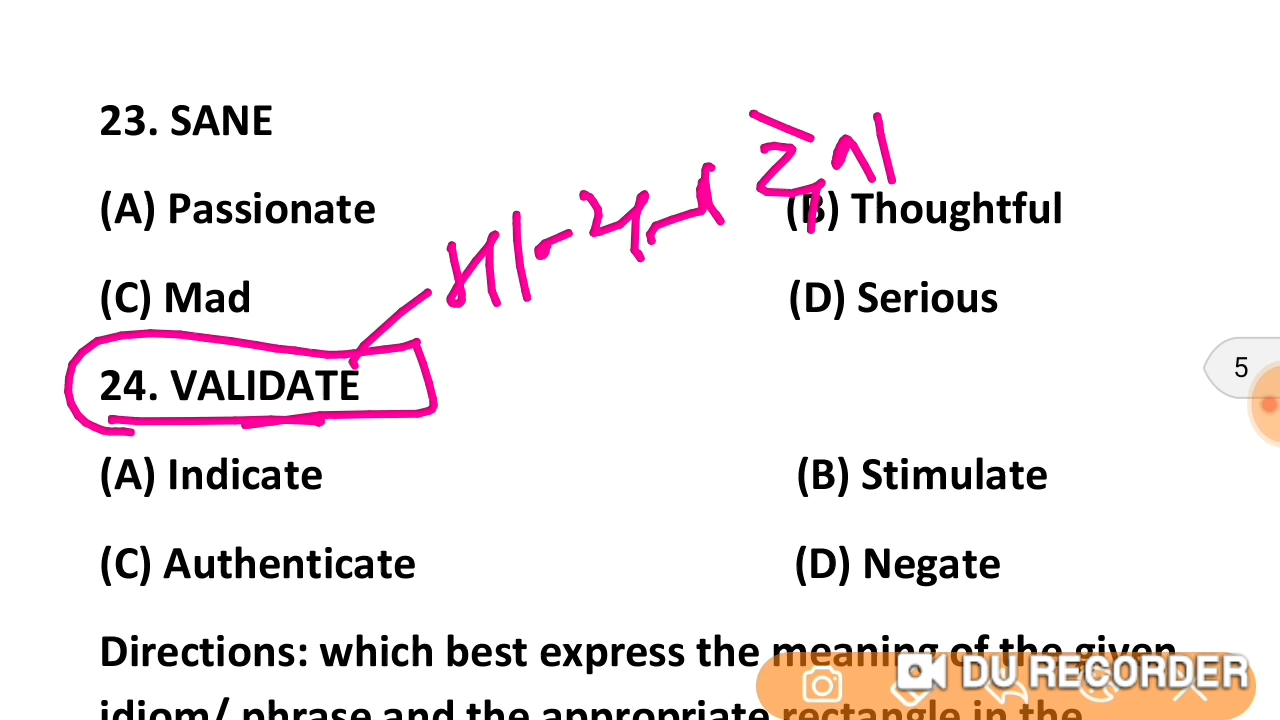 23. SANE
(A) Passionate (B) Thoughtful
(C) Mad (D) Serious
24. VALIDATE
5
(A) Indicate (B) Stimulate
(C) Authenticate (D) Negate
Directions: which best express the meaning of the given
DU RECORDER
idiom/ phrase and the appropriate rectangle in the